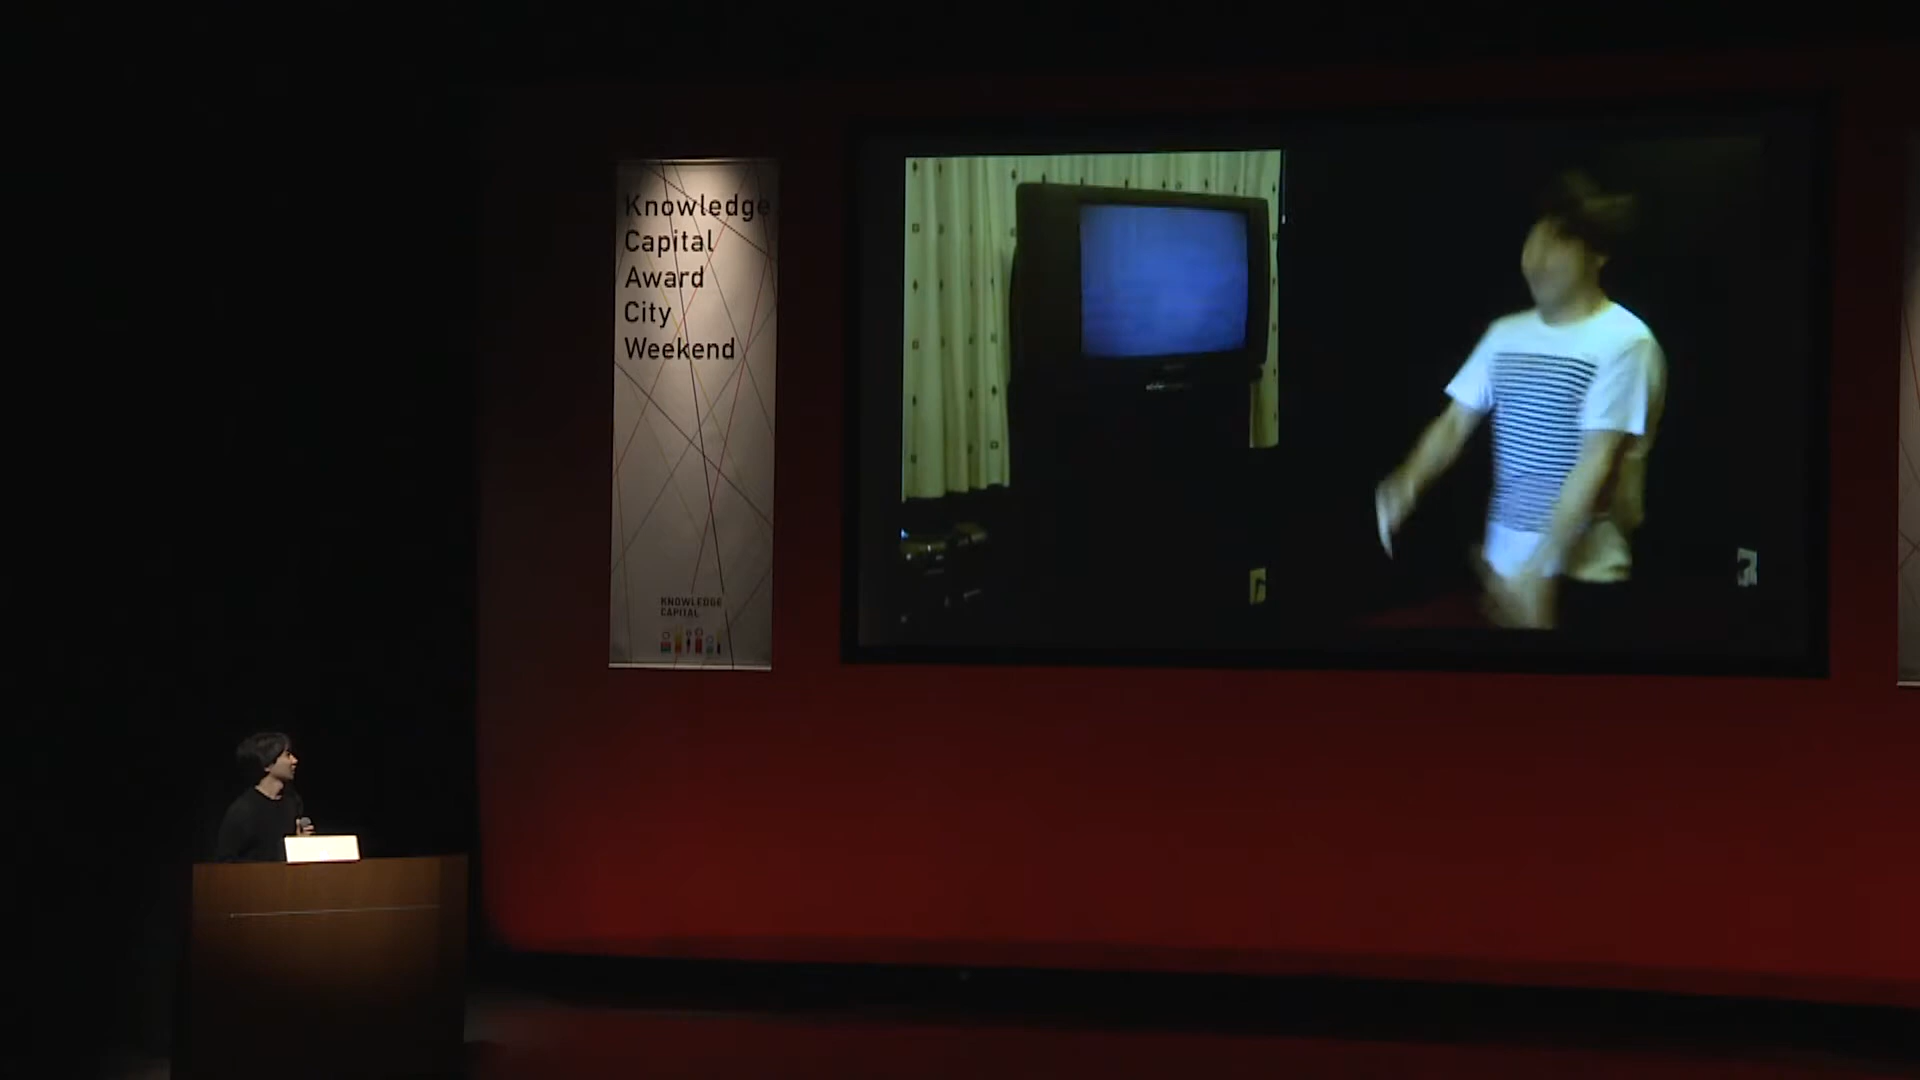 Knowledge
Capital
Award
City
Weekend
KNOWLEDGE
CAPITAL